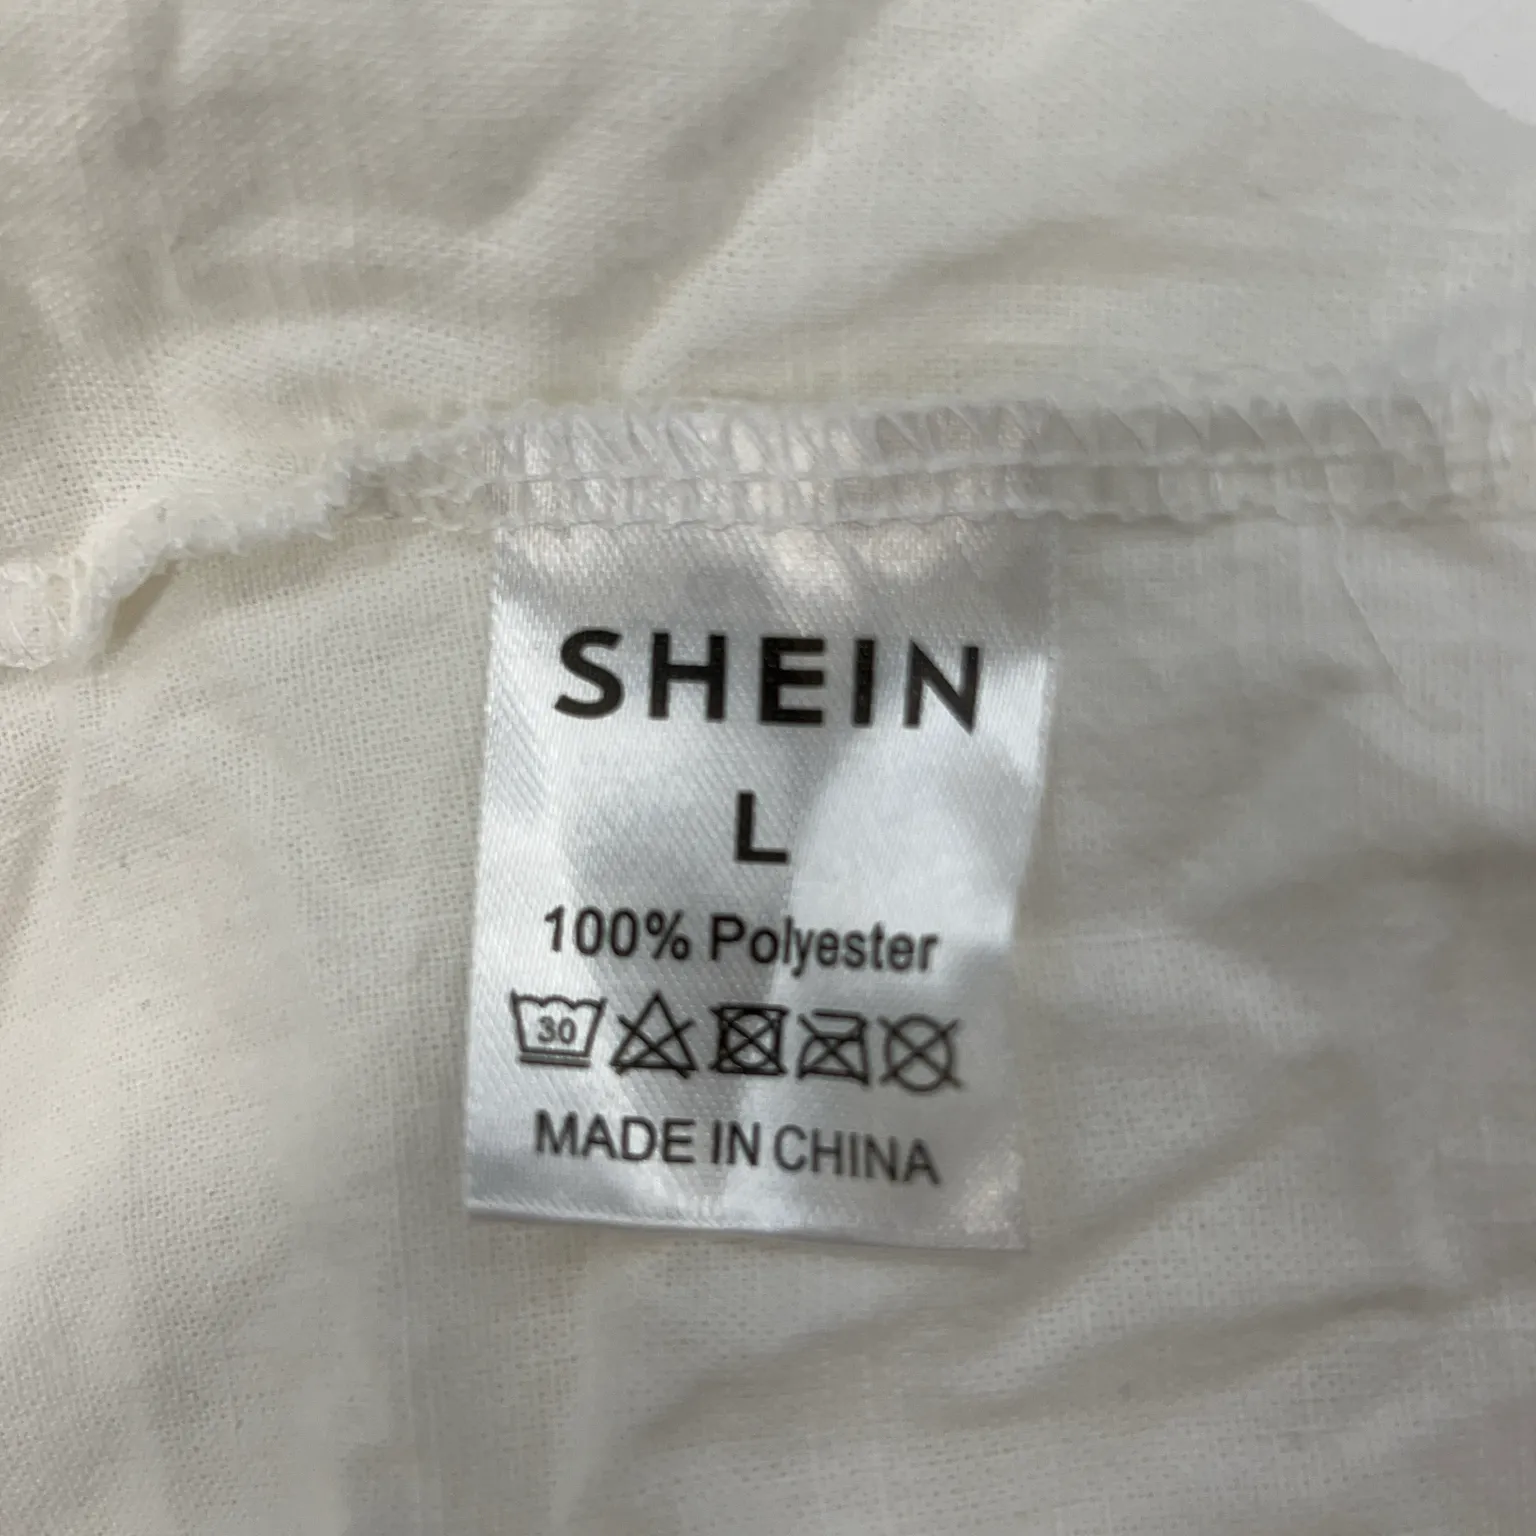 SHEIN
L
100% Polyester
30
MADE IN CHINA